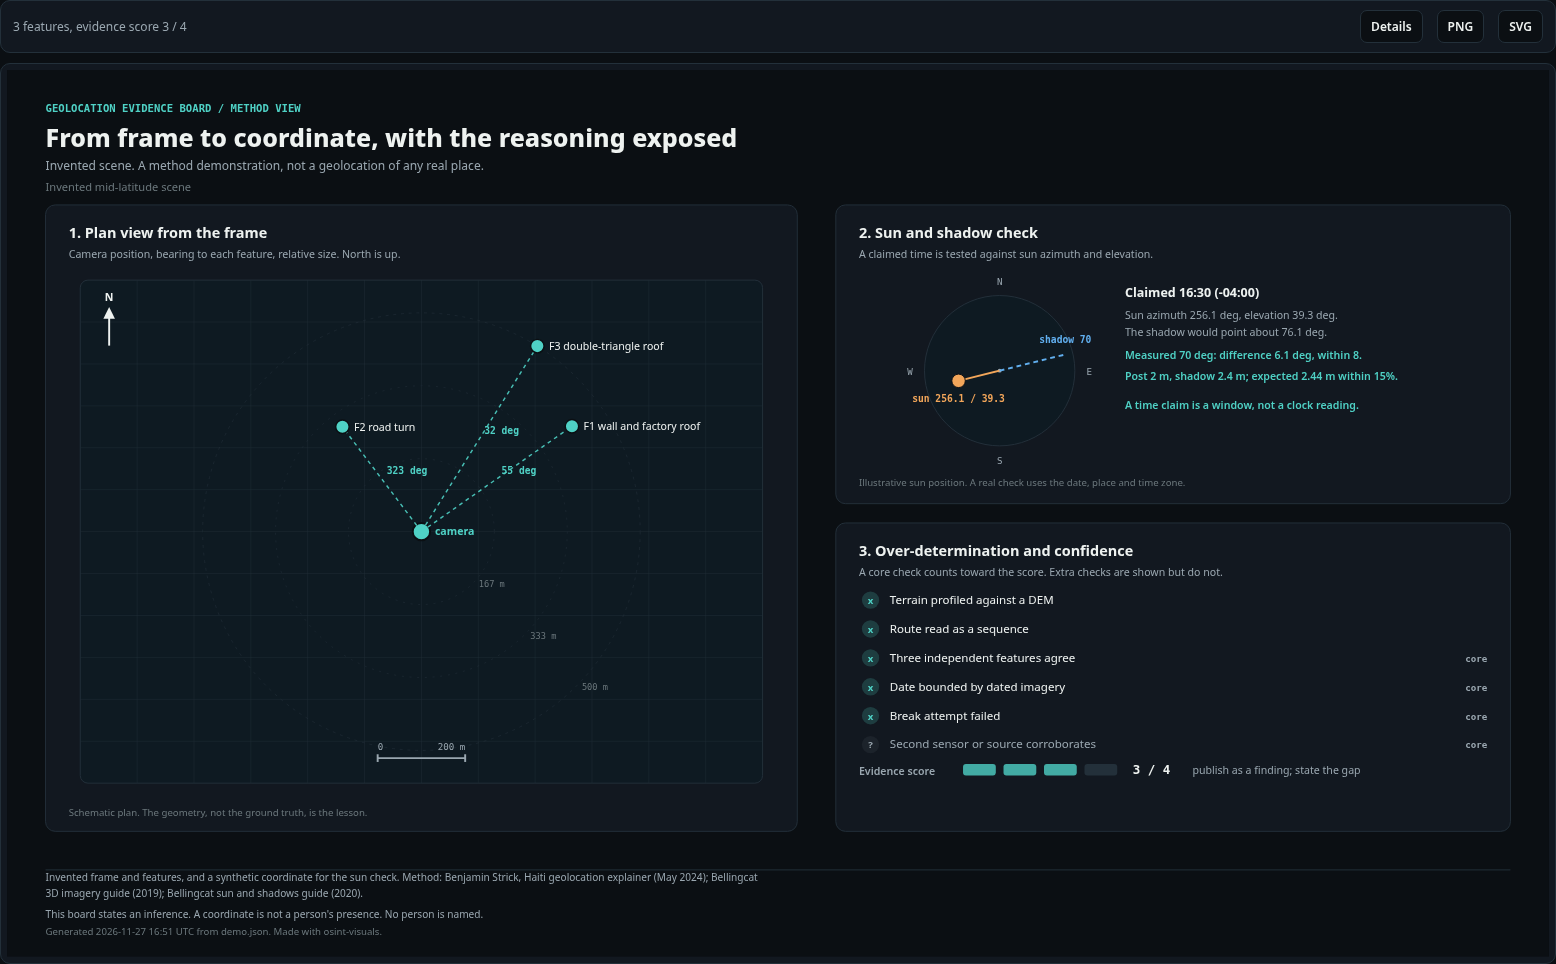 3 features, evidence score 3 / 4
Details
PNG
SVG
GEOLOCATION EVIDENCE BOARD / METHOD VIEW
From frame to coordinate, with the reasoning exposed
Invented scene. A method demonstration, not a geolocation of any real place.
Invented mid-latitude scene
1. Plan view from the frame
Camera position, bearing to each feature, relative size. North is up.
N
F3 double-triangle roof
F2 road turn
32 deg
F1 wall and factory roof
323 deg
55 deg
camera
167 m
333 m
500 m
0
200 m
Schematic plan. The geometry, not the ground truth, is the lesson.
2. Sun and shadow check
A claimed time is tested against sun azimuth and elevation.
N
shadow 70
W
E
sun 256.1 / 39.3
S
Claimed 16:30 (-04:00)
Sun azimuth 256.1 deg, elevation 39.3 deg.
The shadow would point about 76.1 deg.
Measured 70 deg: difference 6.1 deg, within 8.
Post 2 m, shadow 2.4 m; expected 2.44 m within 15%.
A time claim is a window, not a clock reading.
Illustrative sun position. A real check uses the date, place and time zone.
3. Over-determination and confidence
A core check counts toward the score. Extra checks are shown but do not.
x Terrain profiled against a DEM
x Route read as a sequence
x Three independent features agree core
x Date bounded by dated imagery core
x Break attempt failed core
? Second sensor or source corroborates core
Evidence score 3 / 4 publish as a finding; state the gap
Invented frame and features, and a synthetic coordinate for the sun check. Method: Benjamin Strick, Haiti geolocation explainer (May 2024); Bellingcat
3D imagery guide (2019); Bellingcat sun and shadows guide (2020).
This board states an inference. A coordinate is not a person's presence. No person is named.
Generated 2026-11-27 16:51 UTC from demo.json. Made with osint-visuals.